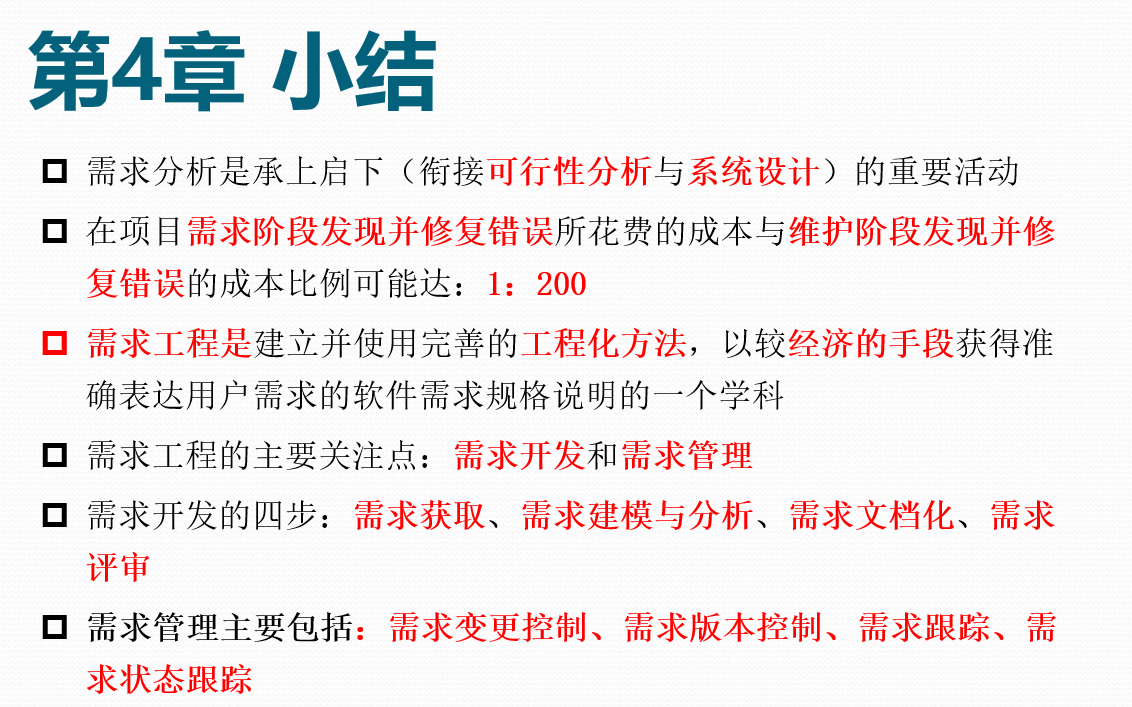 第4章 小结
需求分析是承上启下（衔接可行性分析与系统设计）的重要活动
在项目需求阶段发现并修复错误所花费的成本与维护阶段发现并修
复错误的成本比例可能达：1：200
需求工程是建立并使用完善的工程化方法，以较经济的手段获得准
确表达用户需求的软件需求规格说明的一个学科
需求工程的主要关注点：需求开发和需求管理
需求开发的四步：需求获取、需求建模与分析、需求文档化、需求
评审
需求管理主要包括：需求变更控制、需求版本控制、需求跟踪、需
求状态跟踪